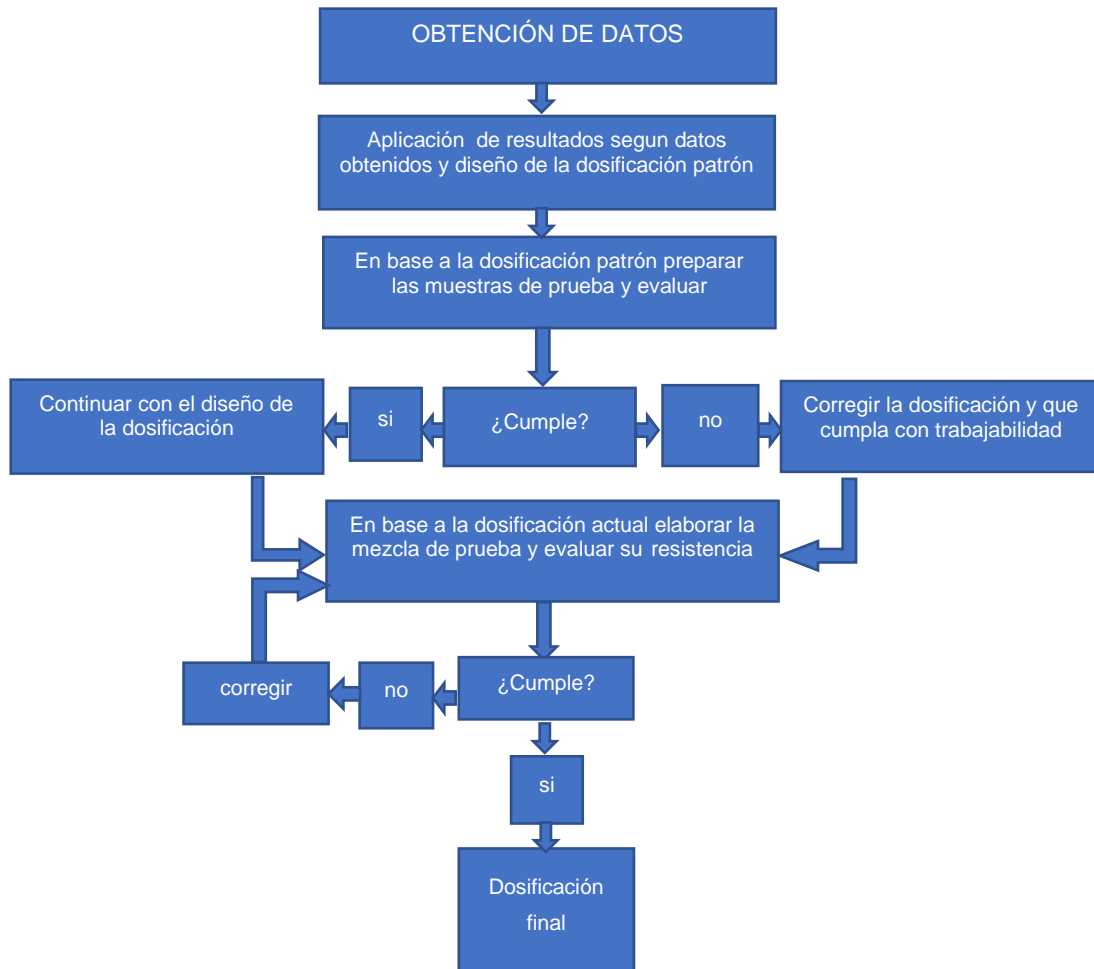 OBTENCIÓN DE DATOS
Aplicación de resultados segun datos
obtenidos y diseño de la dosificación patrón
En base a la dosificación patrón preparar
las muestras de prueba y evaluar
Continuar con el diseño de
la dosificación
si
¿Cumple?
no
Corregir la dosificación y que
cumpla con trabajabilidad
En base a la dosificación actual elaborar la
mezcla de prueba y evaluar su resistencia
corregir
no
¿Cumple?
si
Dosificación
final